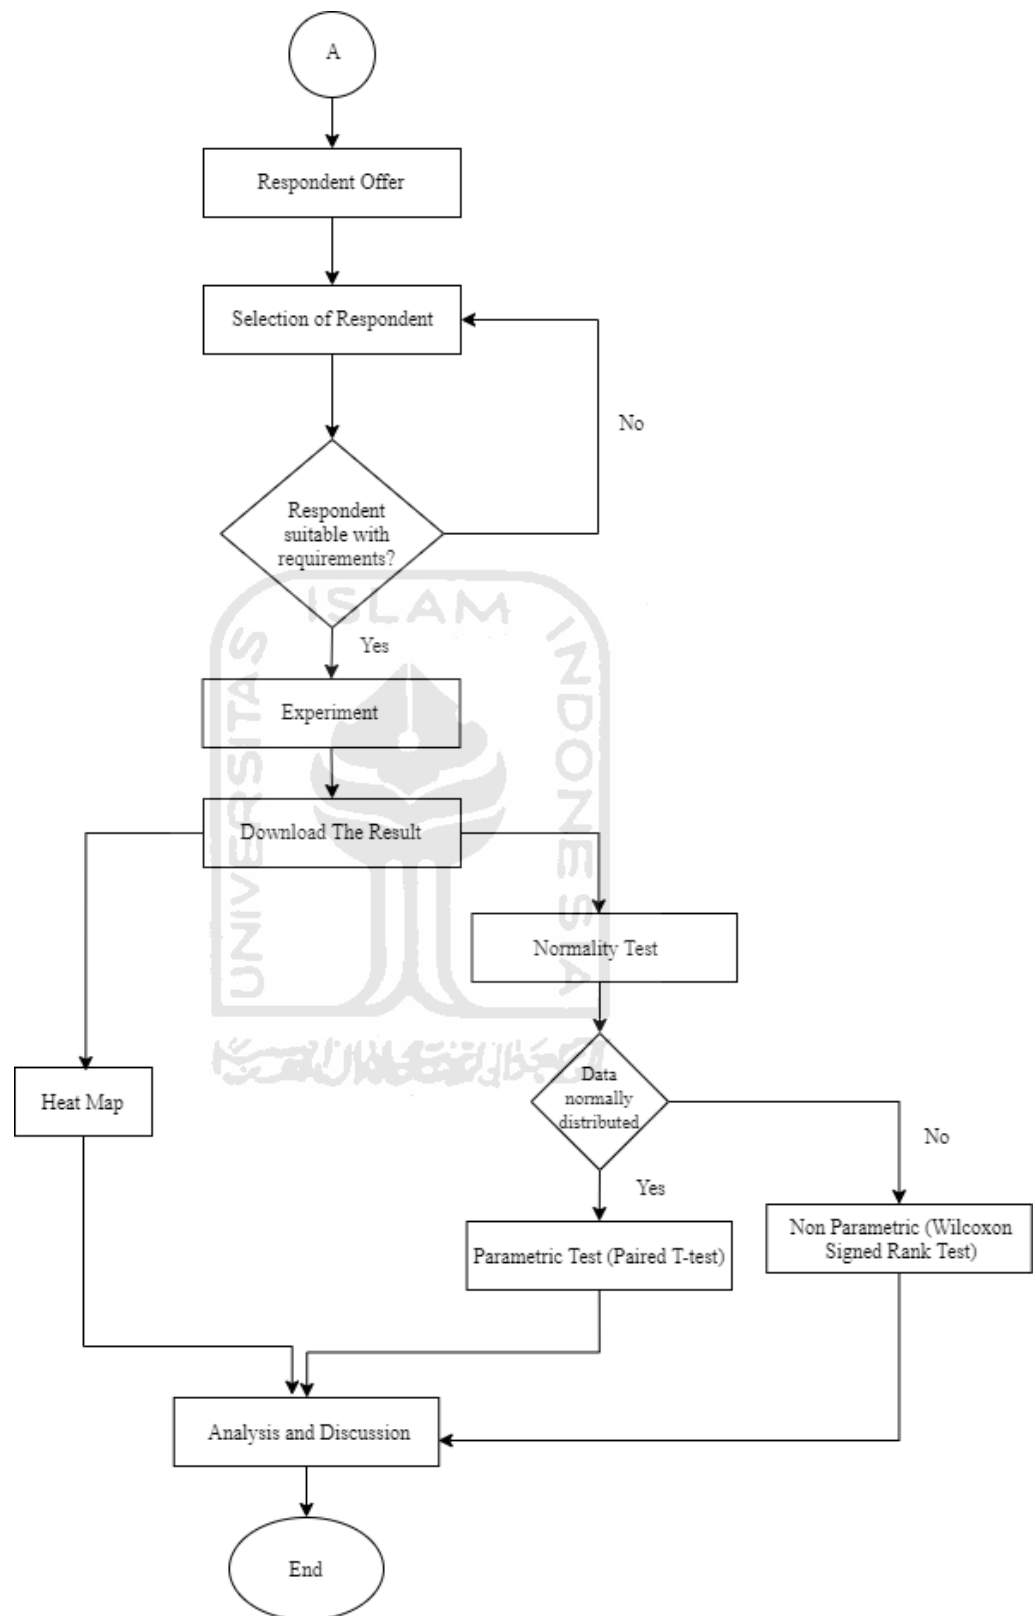 A
Respondent Offer
Selection of Respondent
No
Respondent
suitable with
requirements?
Yes
ISLAM
UNIVERSITAS
INDONESIA
Experiment
Download The Result
Normality Test
Data
normally
distributed
Heat Map
No
Yes
Non Parametric (Wilcoxon
Signed Rank Test)
Parametric Test (Paired T-test)
Analysis and Discussion
End